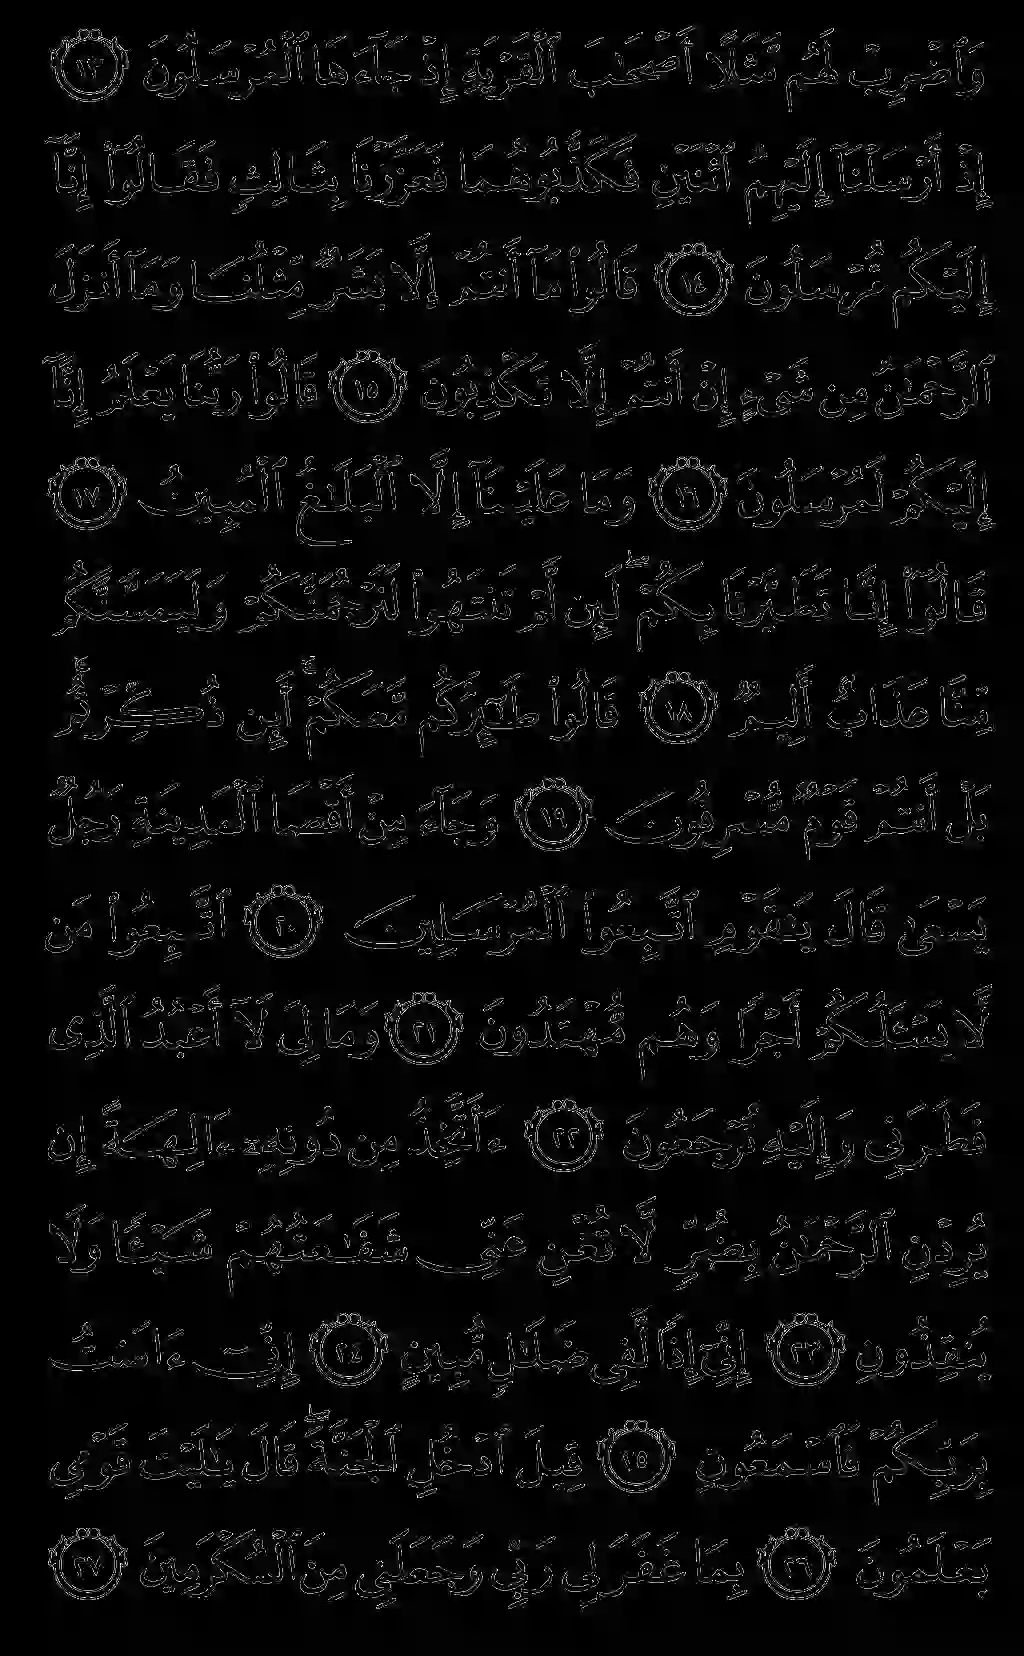 وَٱضْرِبْ لَهُم مَّثَلًا أَصْحَٰبَ ٱلْقَرْيَةِ إِذْ جَآءَهَا ٱلْمُرْسَلُونَ ١٣
إِذْ أَرْسَلْنَآ إِلَيْهِمُ ٱثْنَيْنِ فَكَذَّبُوهُمَا فَعَزَّزْنَا بِثَالِثٍ فَقَالُوٓا۟ إِنَّآ
إِلَيْكُم مُّرْسَلُونَ ١٤ قَالُوا۟ مَآ أَنتُمْ إِلَّا بَشَرٌ مِّثْلُنَا وَمَآ أَنزَلَ
ٱلرَّحْمَٰنُ مِن شَىْءٍ إِنْ أَنتُمْ إِلَّا تَكْذِبُونَ ١٥ قَالُوا۟ رَبُّنَا يَعْلَمُ إِنَّآ
إِلَيْكُمْ لَمُرْسَلُونَ ١٦ وَمَا عَلَيْنَآ إِلَّا ٱلْبَلَٰغُ ٱلْمُبِينُ ١٧
قَالُوٓا۟ إِنَّا تَطَيَّرْنَا بِكُمْ ۖ لَئِن لَّمْ تَنتَهُوا۟ لَنَرْجُمَنَّكُمْ وَلَيَمَسَّنَّكُم
مِّنَّا عَذَابٌ أَلِيمٌ ١٨ قَالُوا۟ طَٰٓئِرُكُم مَّعَكُمْ ۚ أَئِن ذُكِّرْتُم ۚ
بَلْ أَنتُمْ قَوْمٌ مُّسْرِفُونَ ١٩ وَجَآءَ مِنْ أَقْصَا ٱلْمَدِينَةِ رَجُلٌ
يَسْعَىٰ قَالَ يَٰقَوْمِ ٱتَّبِعُوا۟ ٱلْمُرْسَلِينَ ٢٠ ٱتَّبِعُوا۟ مَن
لَّا يَسْـَٔلُكُمْ أَجْرًا وَهُم مُّهْتَدُونَ ٢١ وَمَا لِىَ لَآ أَعْبُدُ ٱلَّذِى
فَطَرَنِى وَإِلَيْهِ تُرْجَعُونَ ٢٢ ءَأَتَّخِذُ مِن دُونِهِۦٓ ءَالِهَةً إِن
يُرِدْنِ ٱلرَّحْمَٰنُ بِضُرٍّ لَّا تُغْنِ عَنِّى شَفَٰعَتُهُمْ شَيْـًٔا وَلَا
يُنقِذُونِ ٢٣ إِنِّىٓ إِذًا لَّفِى ضَلَٰلٍ مُّبِينٍ ٢٤ إِنِّىٓ ءَامَنتُ
بِرَبِّكُمْ فَٱسْمَعُونِ ٢٥ قِيلَ ٱدْخُلِ ٱلْجَنَّةَ ۖ قَالَ يَٰلَيْتَ قَوْمِى
يَعْلَمُونَ ٢٦ بِمَا غَفَرَ لِى رَبِّى وَجَعَلَنِى مِنَ ٱلْمُكْرَمِينَ ٢٧